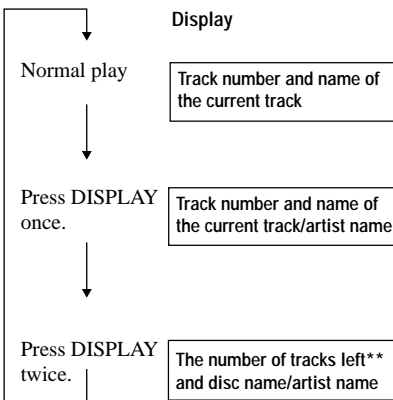 Display
Normal play
Track number and name of
the current track
Press DISPLAY
once.
Track number and name of
the current track/artist name
Press DISPLAY
twice.
The number of tracks left**
and disc name/artist name